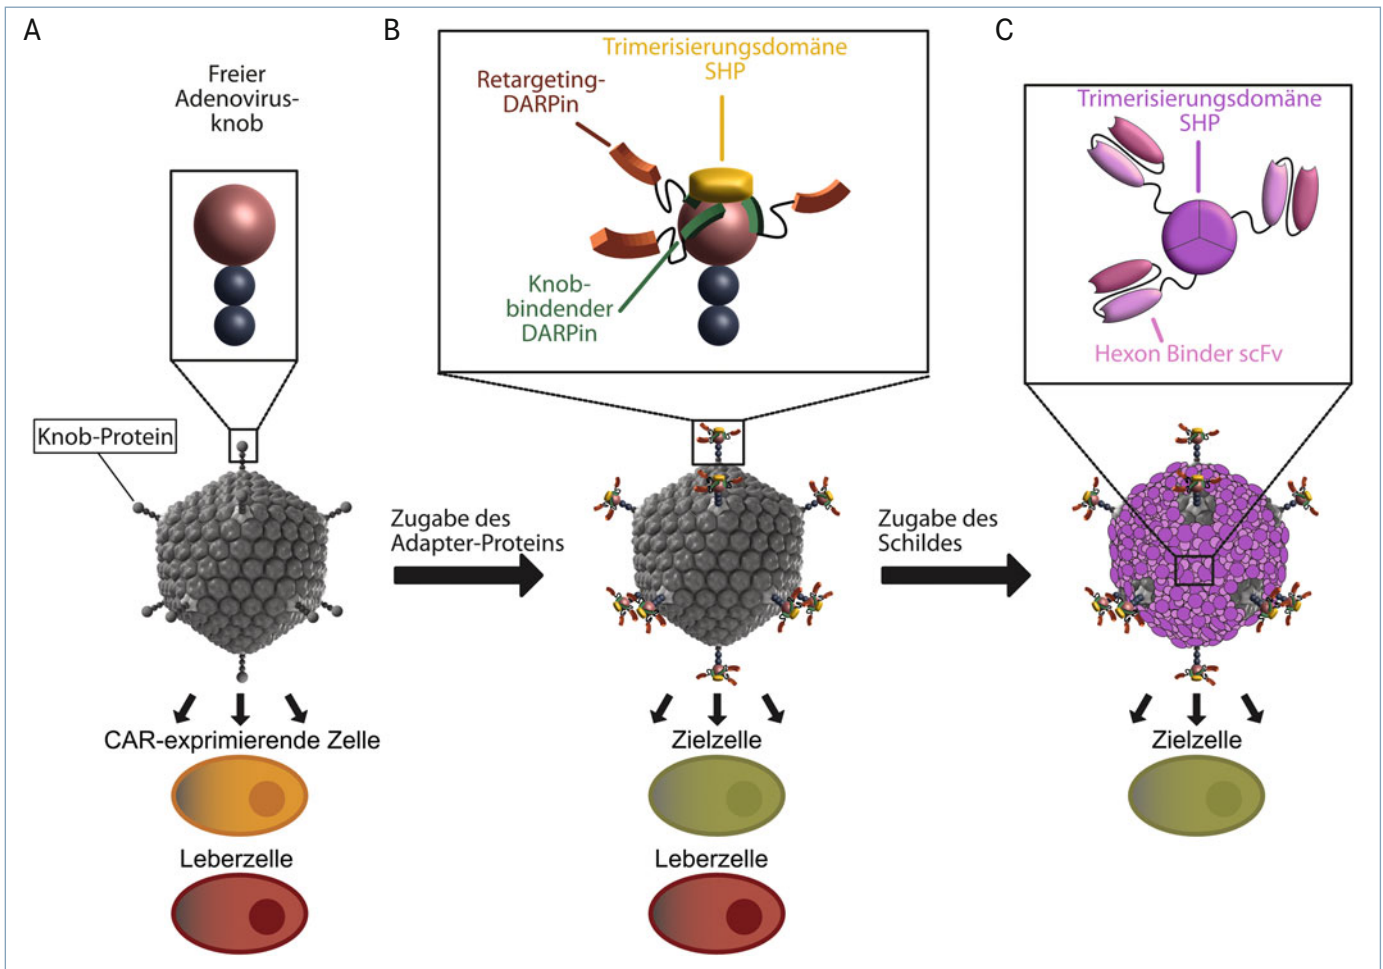 A
Freier
Adenovirus-
knob
Knob-Protein
Zugabe des
Adapter-Proteins
CAR-exprimierende Zelle
Leberzelle
B
Trimerisierungsdomäne
SHP
Retargeting-
DARPin
Knob-
bindender
DARPin
Zugabe des
Schildes
Zielzelle
Leberzelle
C
Trimerisierungsdomäne
SHP
Hexon Binder scFv
Zielzelle